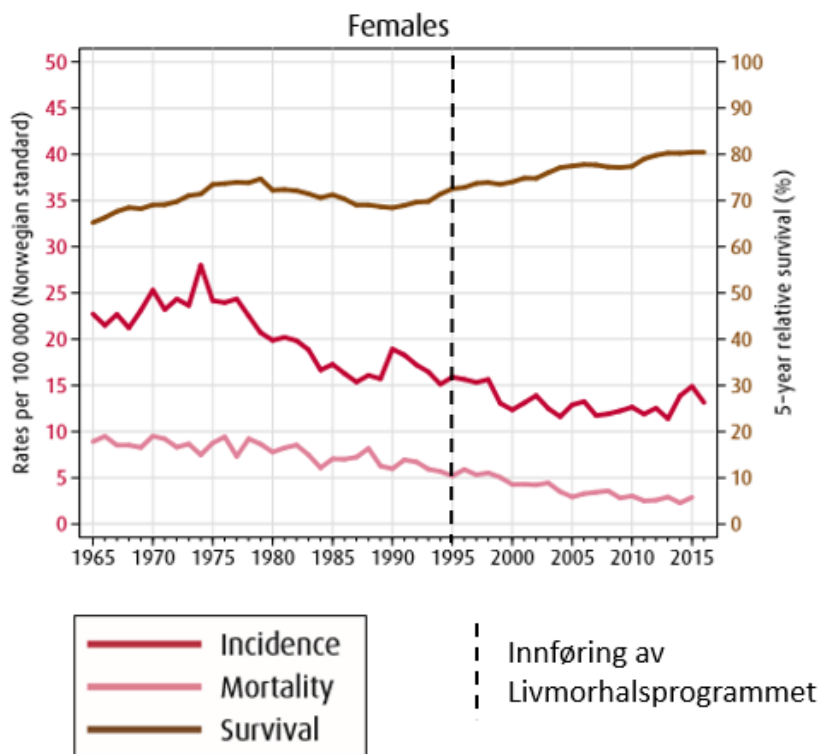 Females
Rates per 100 000 (Norwegian standard)
50
45
40
35
30
25
20
15
10
5
0
100
90
80
70
60
50
40
30
20
10
0
5-year relative survival (%)
1965 1970 1975 1980 1985 1990 1995 2000 2005 2010 2015
Incidence
Mortality
Survival
Innføring av
Livmorhalsprogrammet